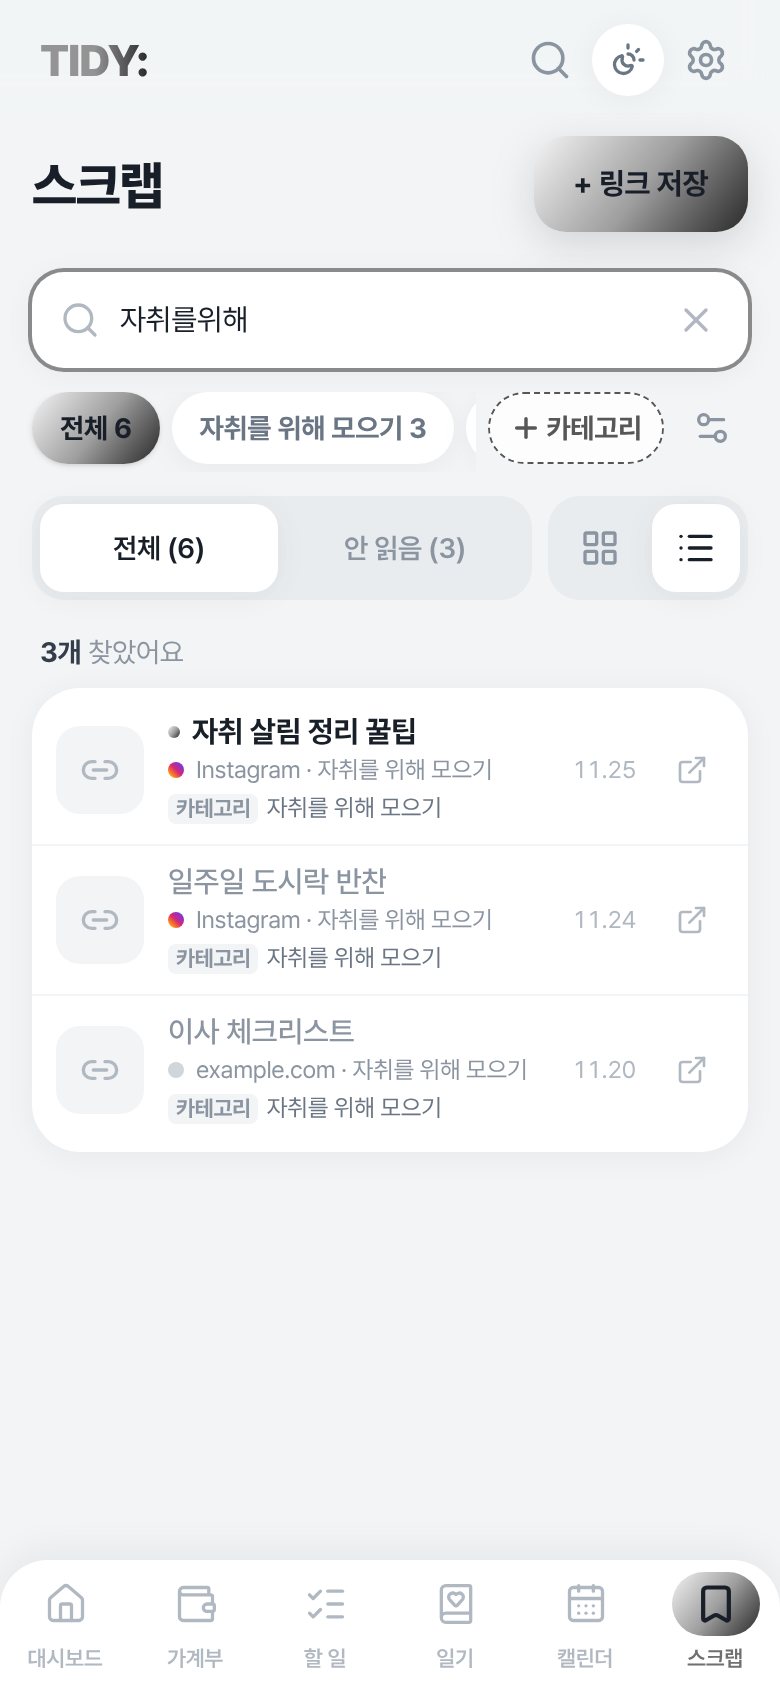 TIDY:
스크랩
+ 링크 저장
자취를위해
전체 6
자취를 위해 모으기 3
+ 카테고리
전체 (6)
안 읽음 (3)
3개 찾았어요
자취 살림 정리 꿀팁
Instagram · 자취를 위해 모으기
11.25
카테고리 자취를 위해 모으기
일주일 도시락 반찬
Instagram · 자취를 위해 모으기
11.24
카테고리 자취를 위해 모으기
이사 체크리스트
example.com · 자취를 위해 모으기
11.20
카테고리 자취를 위해 모으기
대시보드
가계부
할 일
일기
캘린더
스크랩